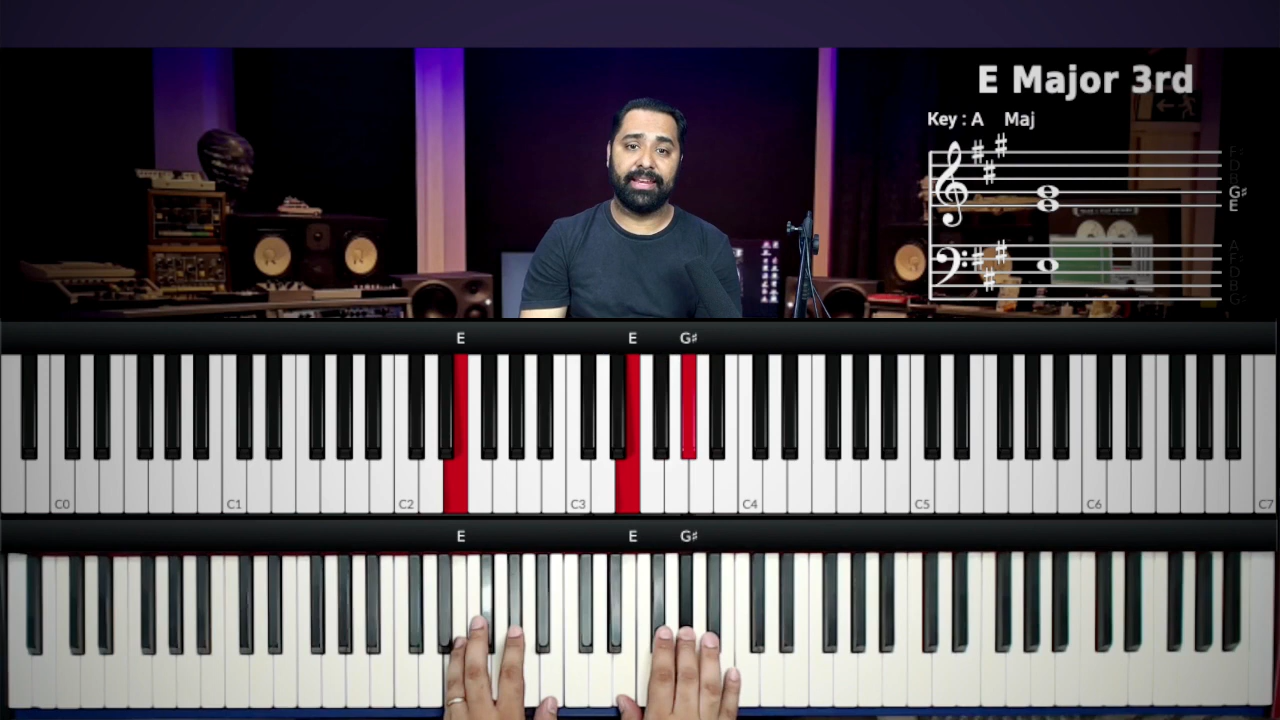 E Major 3rd
Key : A Maj
F♯
D
B
G♯
E
A
F♯
D
B
G♯
E E G♯
C0 C1 C2 C3 C4 C5 C6 C7
E E G♯